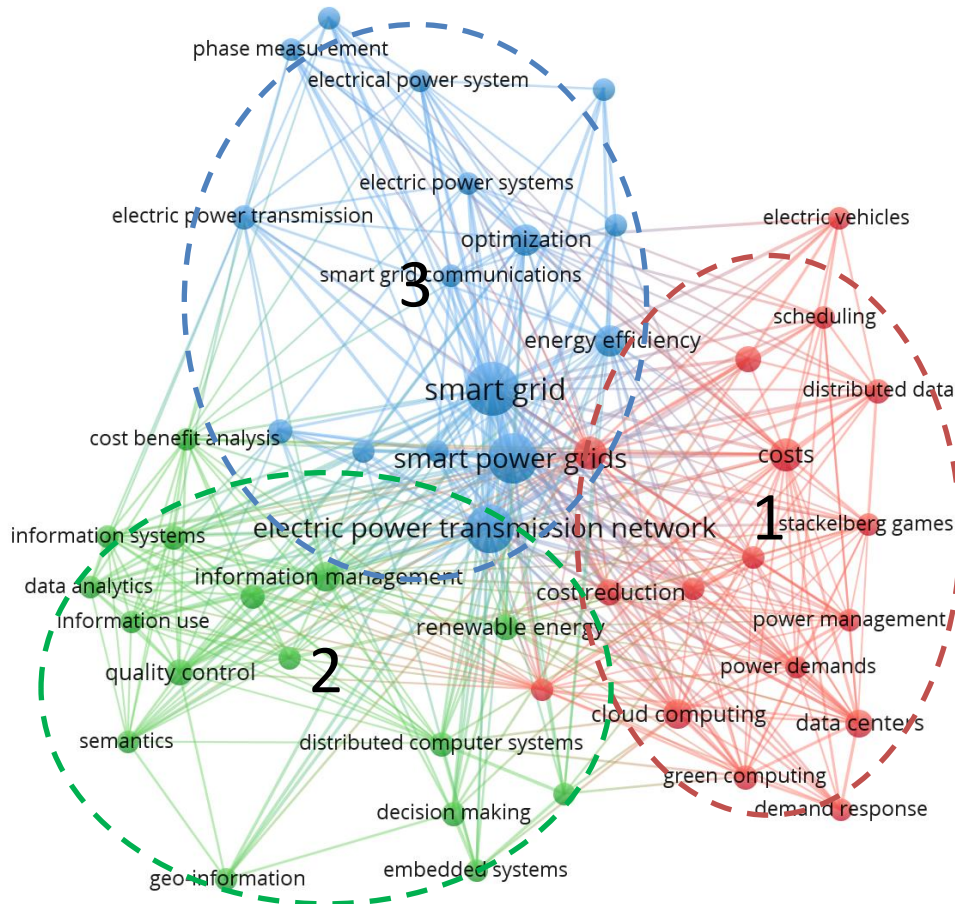 phase measurement
electrical power system
electric power systems
electric power transmission
electric vehicles
optimization
smart grid communications
3
scheduling
energy efficiency
smart grid
distributed data
cost benefit analysis
smart power grids
costs
1
stackelberg games
electric power transmission network
information systems
information management
data analytics
cost reduction
information use
renewable energy
power management
2
quality control
power demands
cloud computing
data centers
semantics
distributed computer systems
green computing
decision making
demand response
embedded systems
geo-information